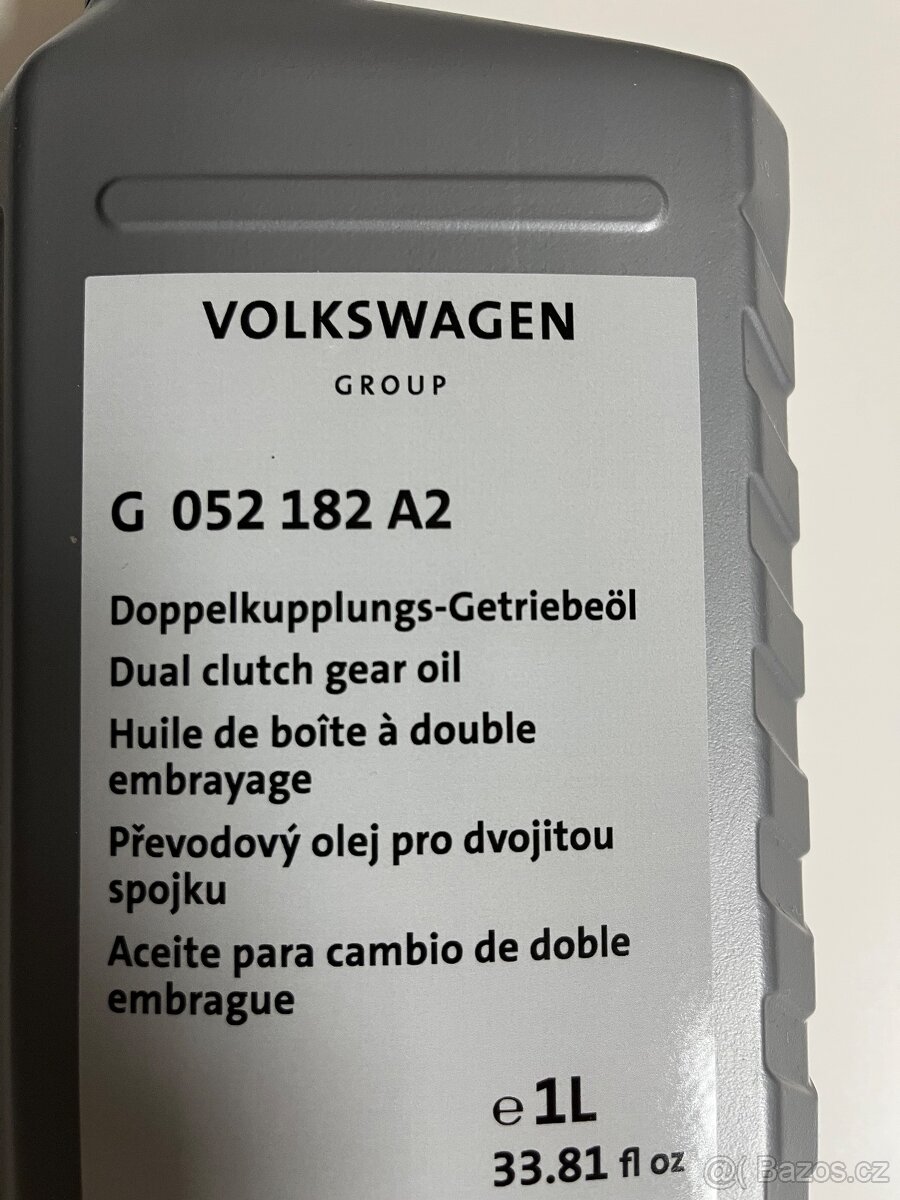 VOLKSWAGEN
GROUP
G 052 182 A2
Doppelkupplungs-Getriebeöl
Dual clutch gear oil
Huile de boîte à double
embrayage
Převodový olej pro dvojitou
spojku
Aceite para cambio de doble
embrague
℮ 1L
33.81 fl oz
@( Bazos.cz